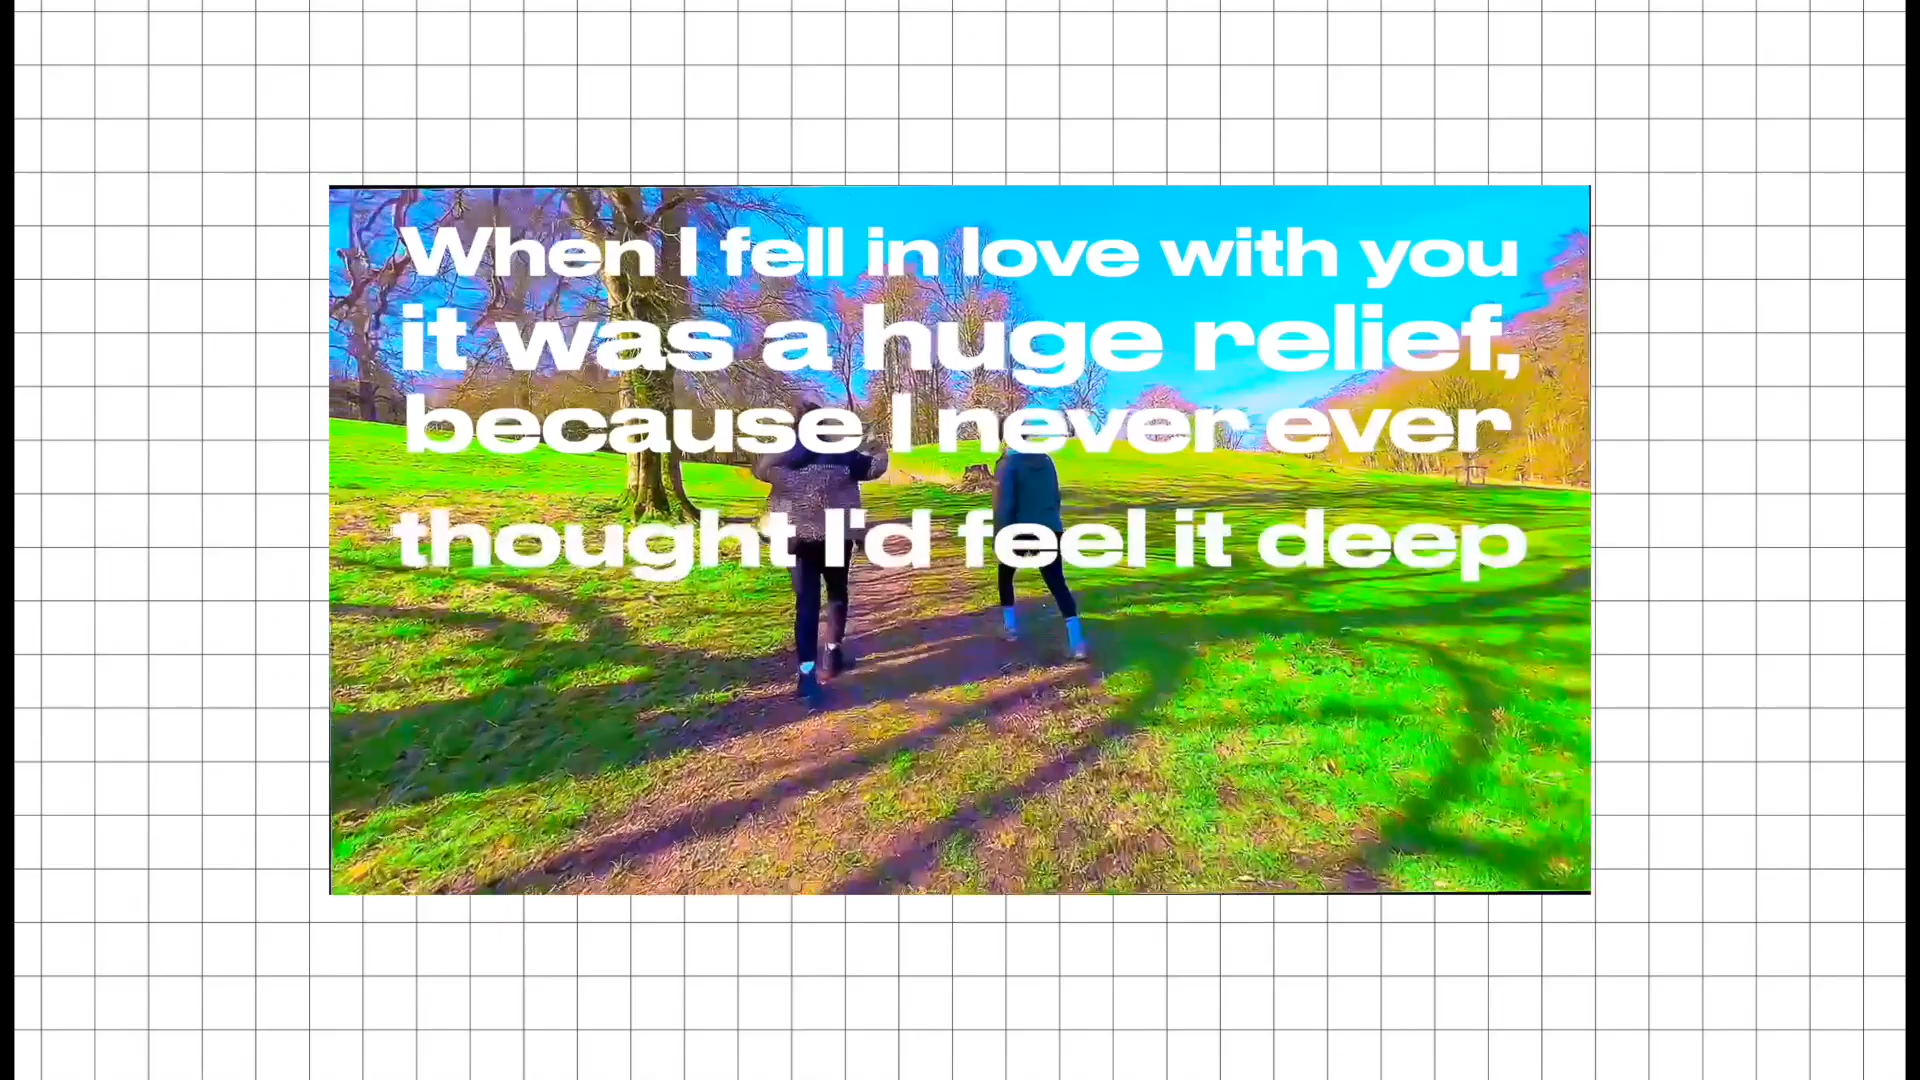 When I fell in love with you
it was a huge relief,
because I never ever
thought I'd feel it deep